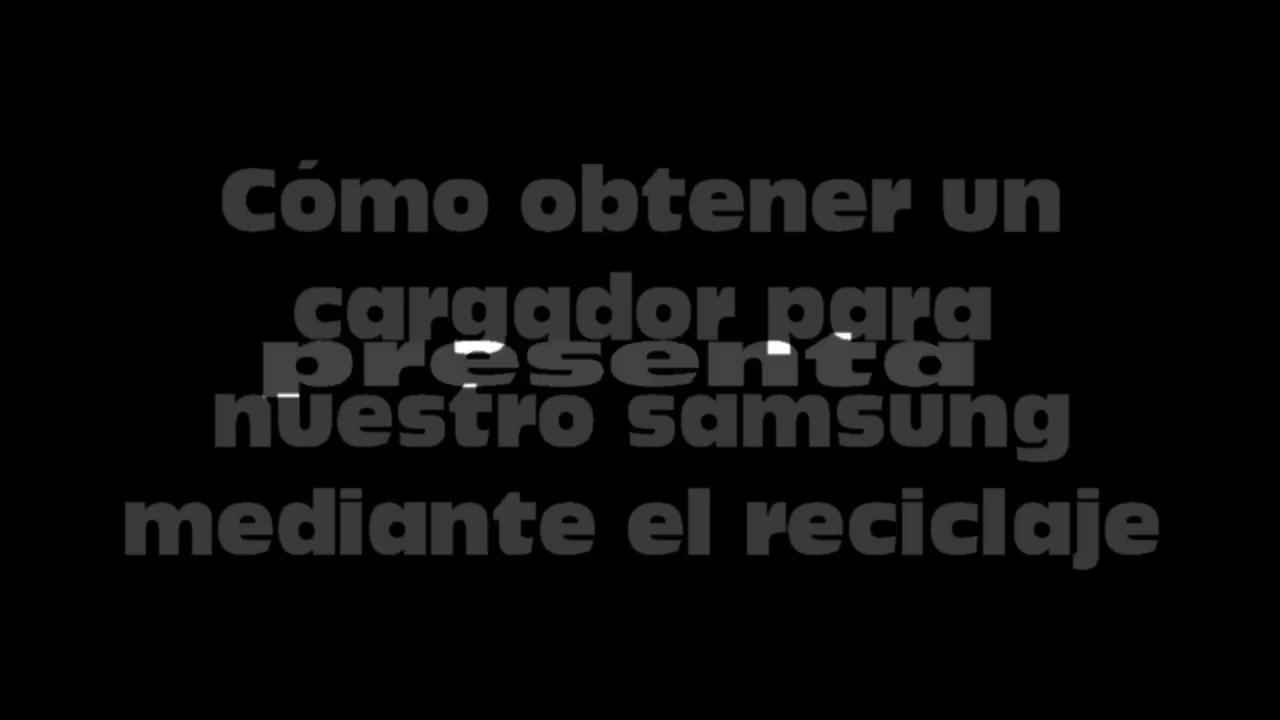 Cómo obtener un
cargador para
presenta
nuestro samsung
mediante el reciclaje